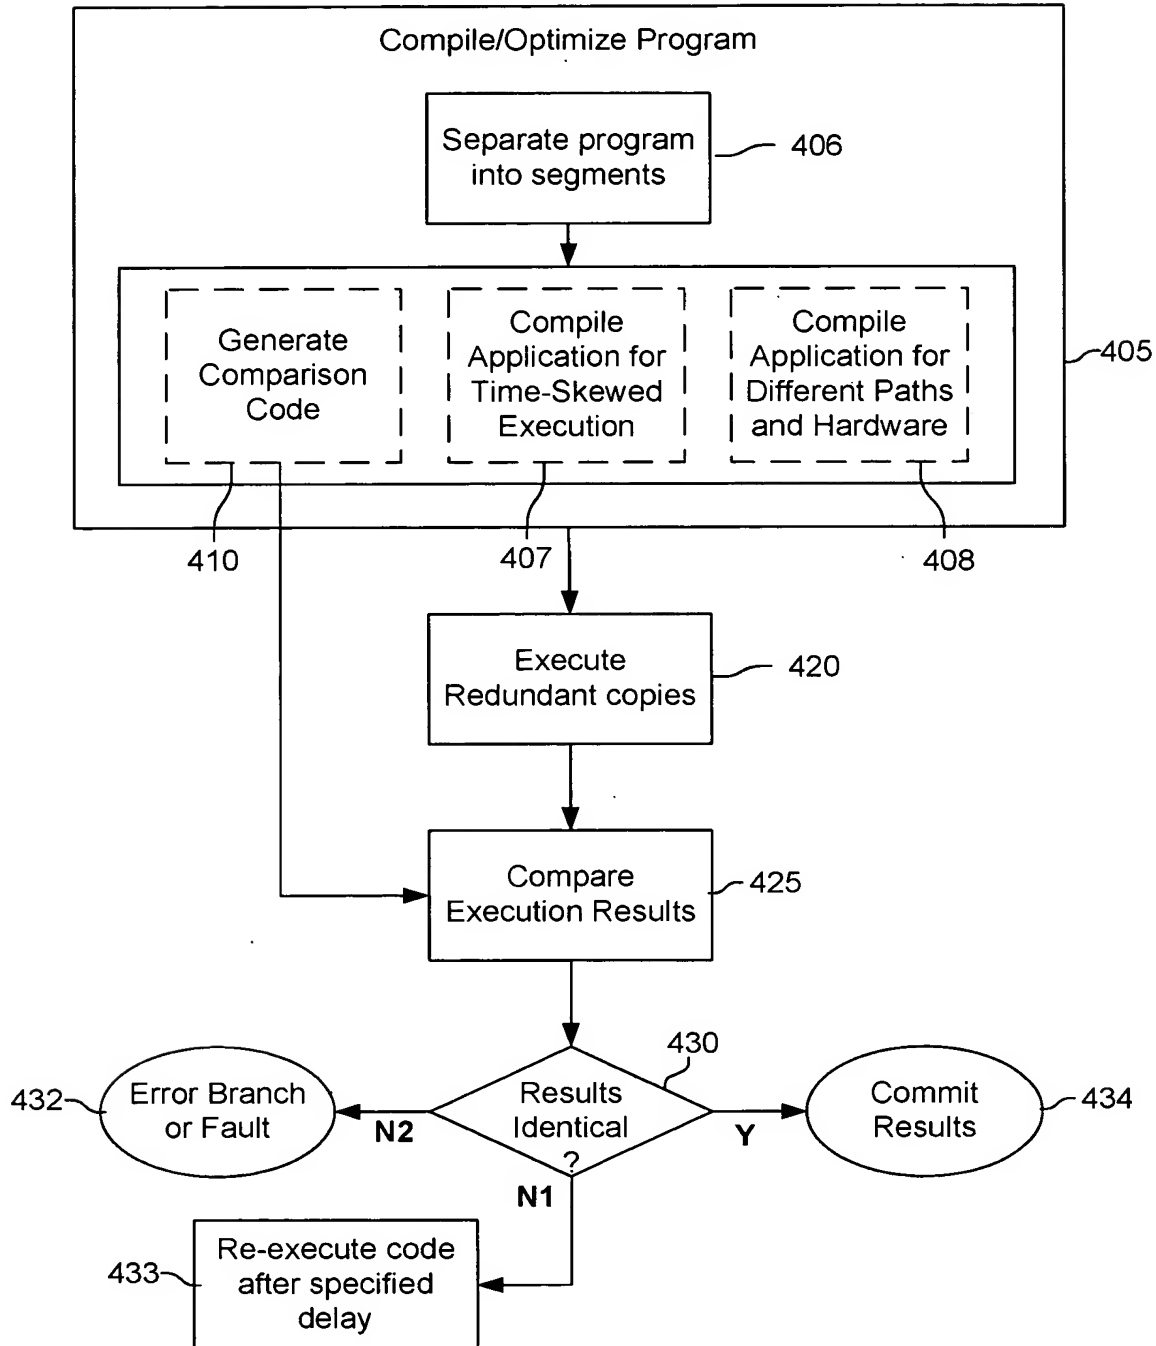 Compile/Optimize Program
Separate program
into segments
406
Generate
Comparison
Code
Compile
Application for
Time-Skewed
Execution
Compile
Application for
Different Paths
and Hardware
405
410
407
408
Execute
Redundant copies
420
Compare
Execution Results
425
430
432
Error Branch
or Fault
N2
Results
Identical
?
Y
Commit
Results
434
N1
433
Re-execute code
after specified
delay